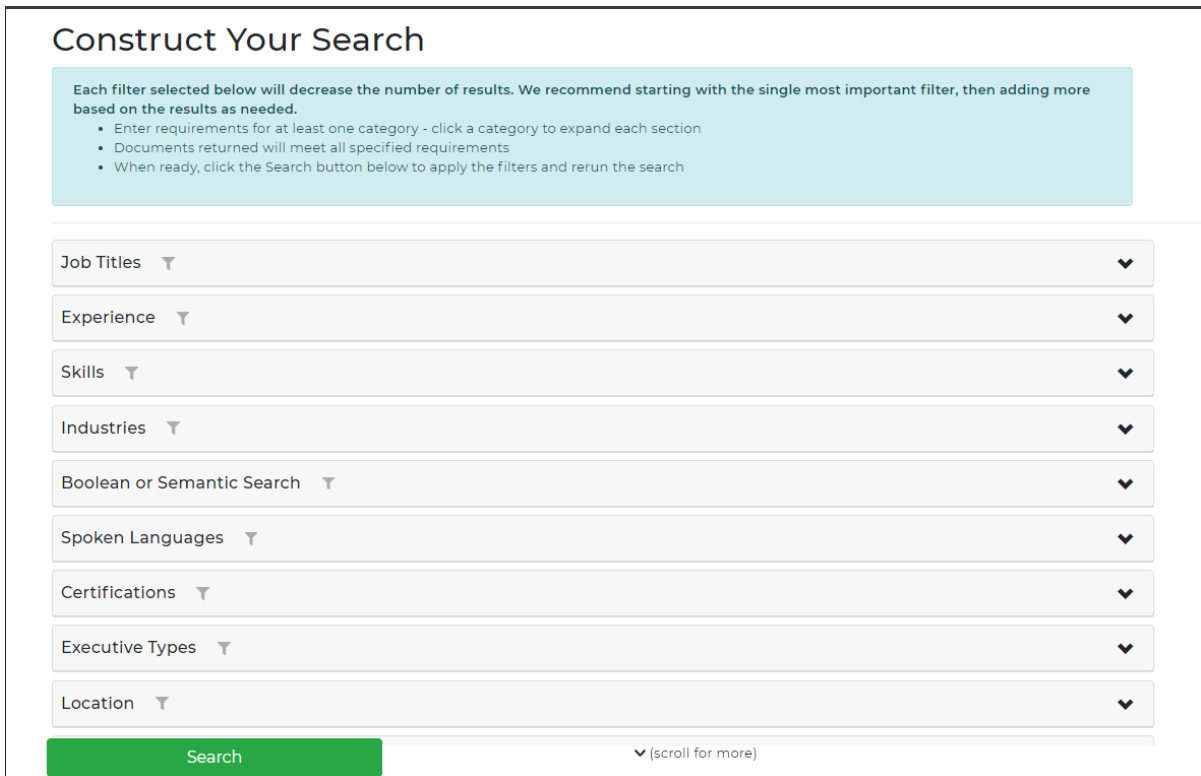 Construct Your Search
Each filter selected below will decrease the number of results. We recommend starting with the single most important filter, then adding more
based on the results as needed.
• Enter requirements for at least one category - click a category to expand each section
• Documents returned will meet all specified requirements
• When ready, click the Search button below to apply the filters and rerun the search
Job Titles
Experience
Skills
Industries
Boolean or Semantic Search
Spoken Languages
Certifications
Executive Types
Location
Search
(scroll for more)